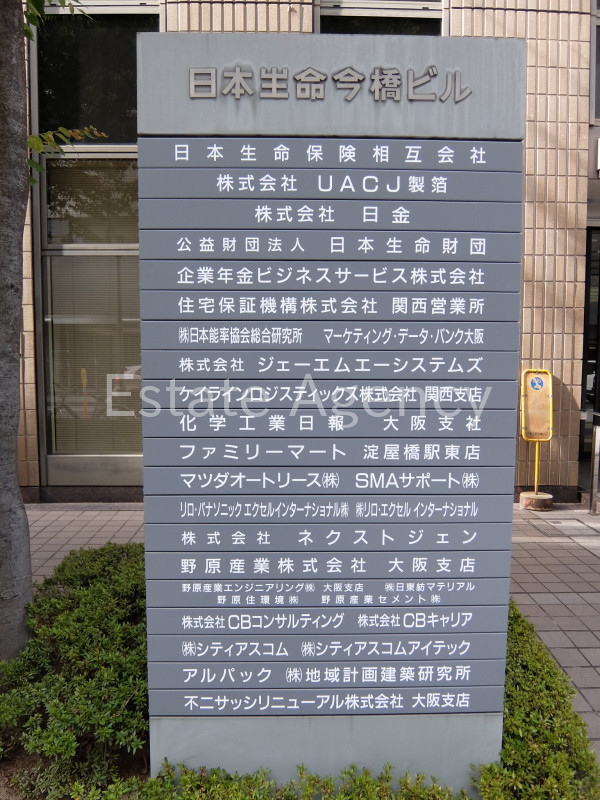 日本生命今橋ビル
日本生命保険相互会社
株式会社 UACJ製箔
株式会社 日金
公益財団法人 日本生命財団
企業年金ビジネスサービス株式会社
住宅保証機構株式会社 関西営業所
㈱日本能率協会総合研究所 マーケティング・データ・バンク大阪
株式会社 ジェーエムエーシステムズ
ケイラインロジスティックス株式会社 関西支店
Estate Agency
化学工業日報 大阪支社
ファミリーマート 淀屋橋駅東店
マツダオートリース㈱ SMAサポート㈱
リロ・パナソニック エクセルインターナショナル㈱ ㈱リロ・エクセル インターナショナル
株式会社 ネクストジェン
野原産業株式会社 大阪支店
野原産業エンジニアリング㈱ 大阪支店 ㈱日東紡マテリアル
野原住環境㈱ 野原産業セメント㈱
株式会社CBコンサルティング 株式会社CBキャリア
㈱シティアスコム ㈱シティアスコムアイテック
アルパック ㈱地域計画建築研究所
不二サッシリニューアル株式会社 大阪支店